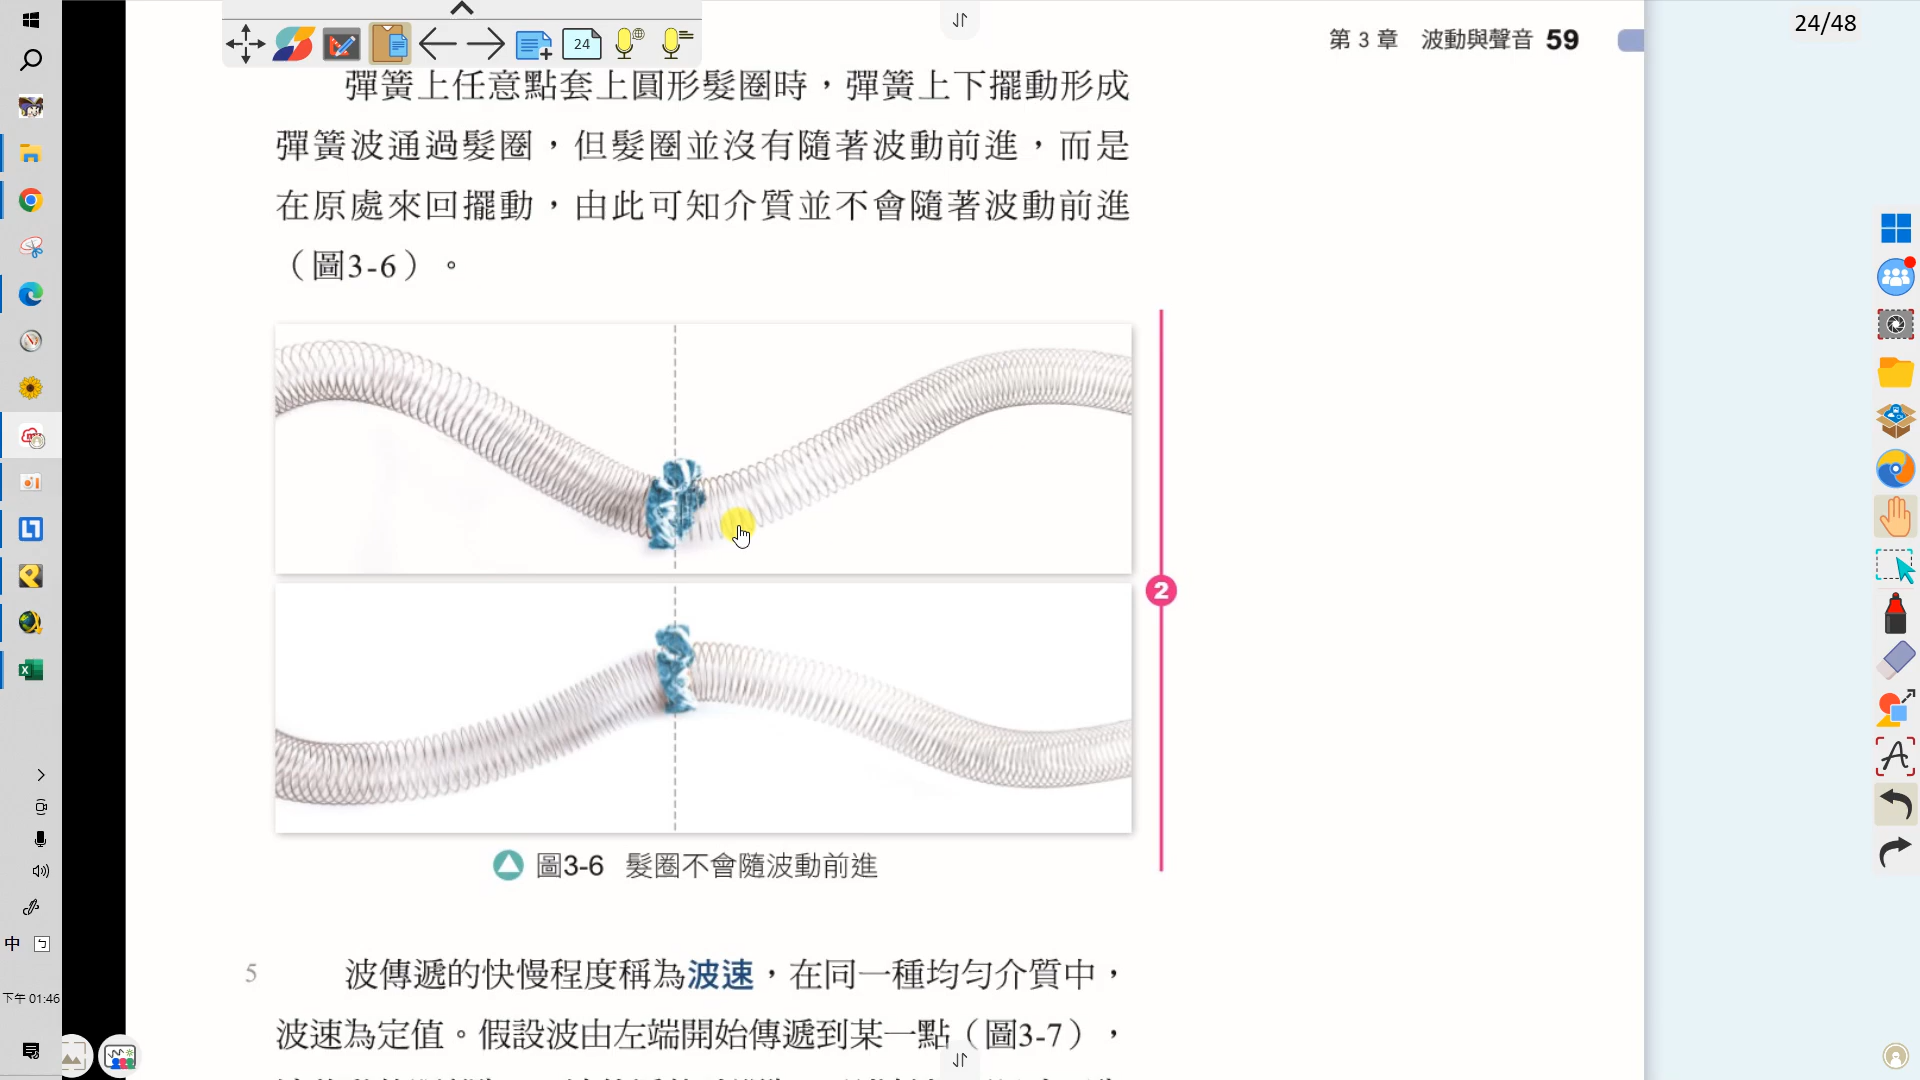 24/48
第 3 章 波動與聲音 59
24
彈簧上任意點套上圓形髮圈時，彈簧上下擺動形成
彈簧波通過髮圈，但髮圈並沒有隨著波動前進，而是
在原處來回擺動，由此可知介質並不會隨著波動前進
（圖3-6）。
2
圖3-6 髮圈不會隨波動前進
5 波傳遞的快慢程度稱為波速，在同一種均勻介質中，
波速為定值。假設波由左端開始傳遞到某一點（圖3-7），
中 ㄅ
下午 01:46